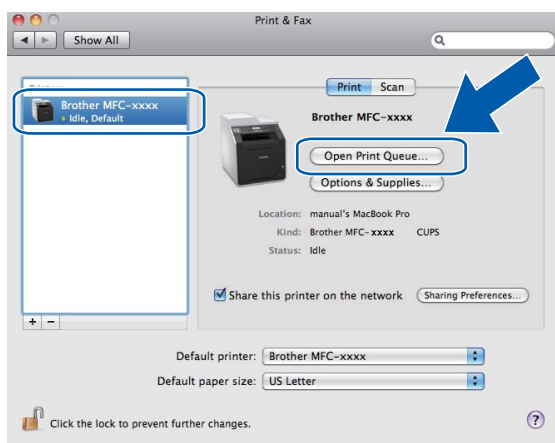 Print & Fax
Show All
Print Scan
Brother MFC-xxxx
Idle, Default
Brother MFC-xxxx
Open Print Queue...
Options & Supplies...
Location: manual's MacBook Pro
Kind: Brother MFC-xxxx CUPS
Status: Idle
Share this printer on the network Sharing Preferences...
+ −
Default printer: Brother MFC-xxxx
Default paper size: US Letter
Click the lock to prevent further changes. ?